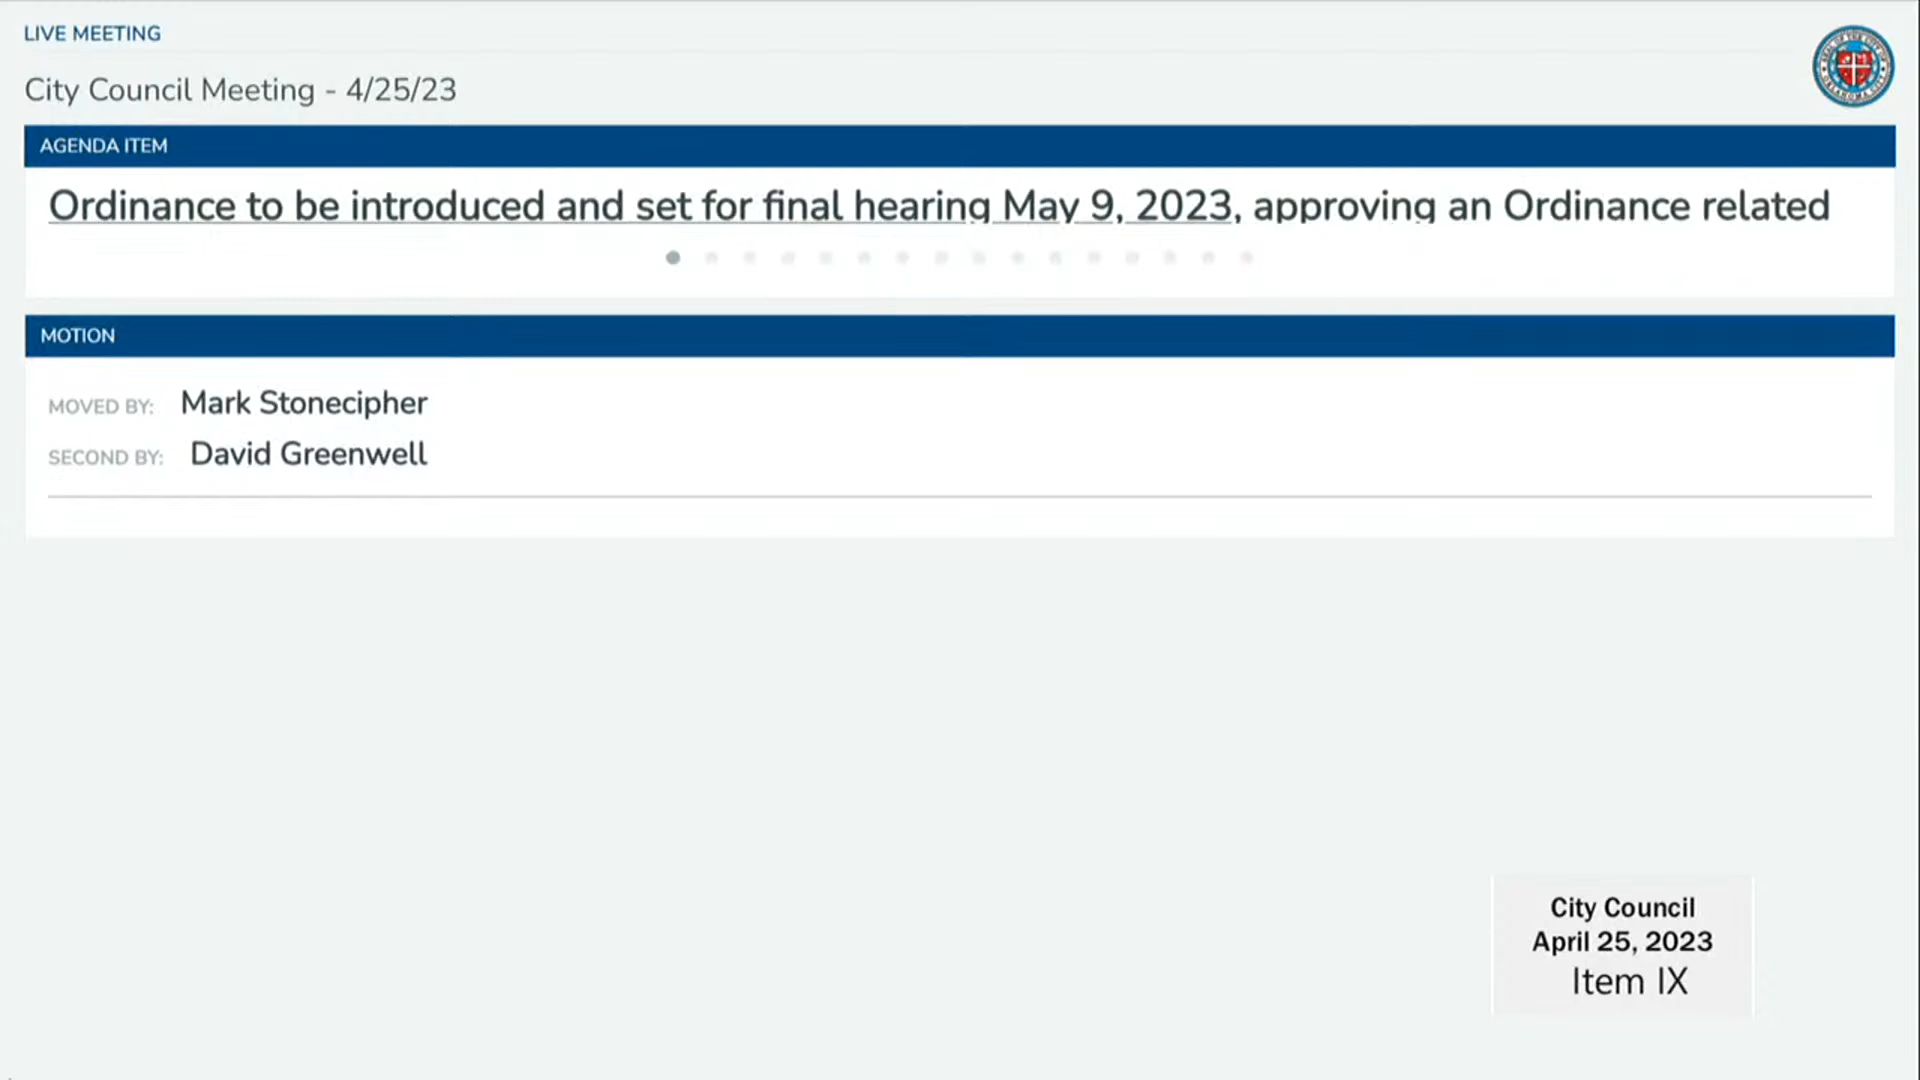 LIVE MEETING
City Council Meeting - 4/25/23
AGENDA ITEM
Ordinance to be introduced and set for final hearing May 9, 2023, approving an Ordinance related
MOTION
MOVED BY: Mark Stonecipher
SECOND BY: David Greenwell
City Council
April 25, 2023
Item IX